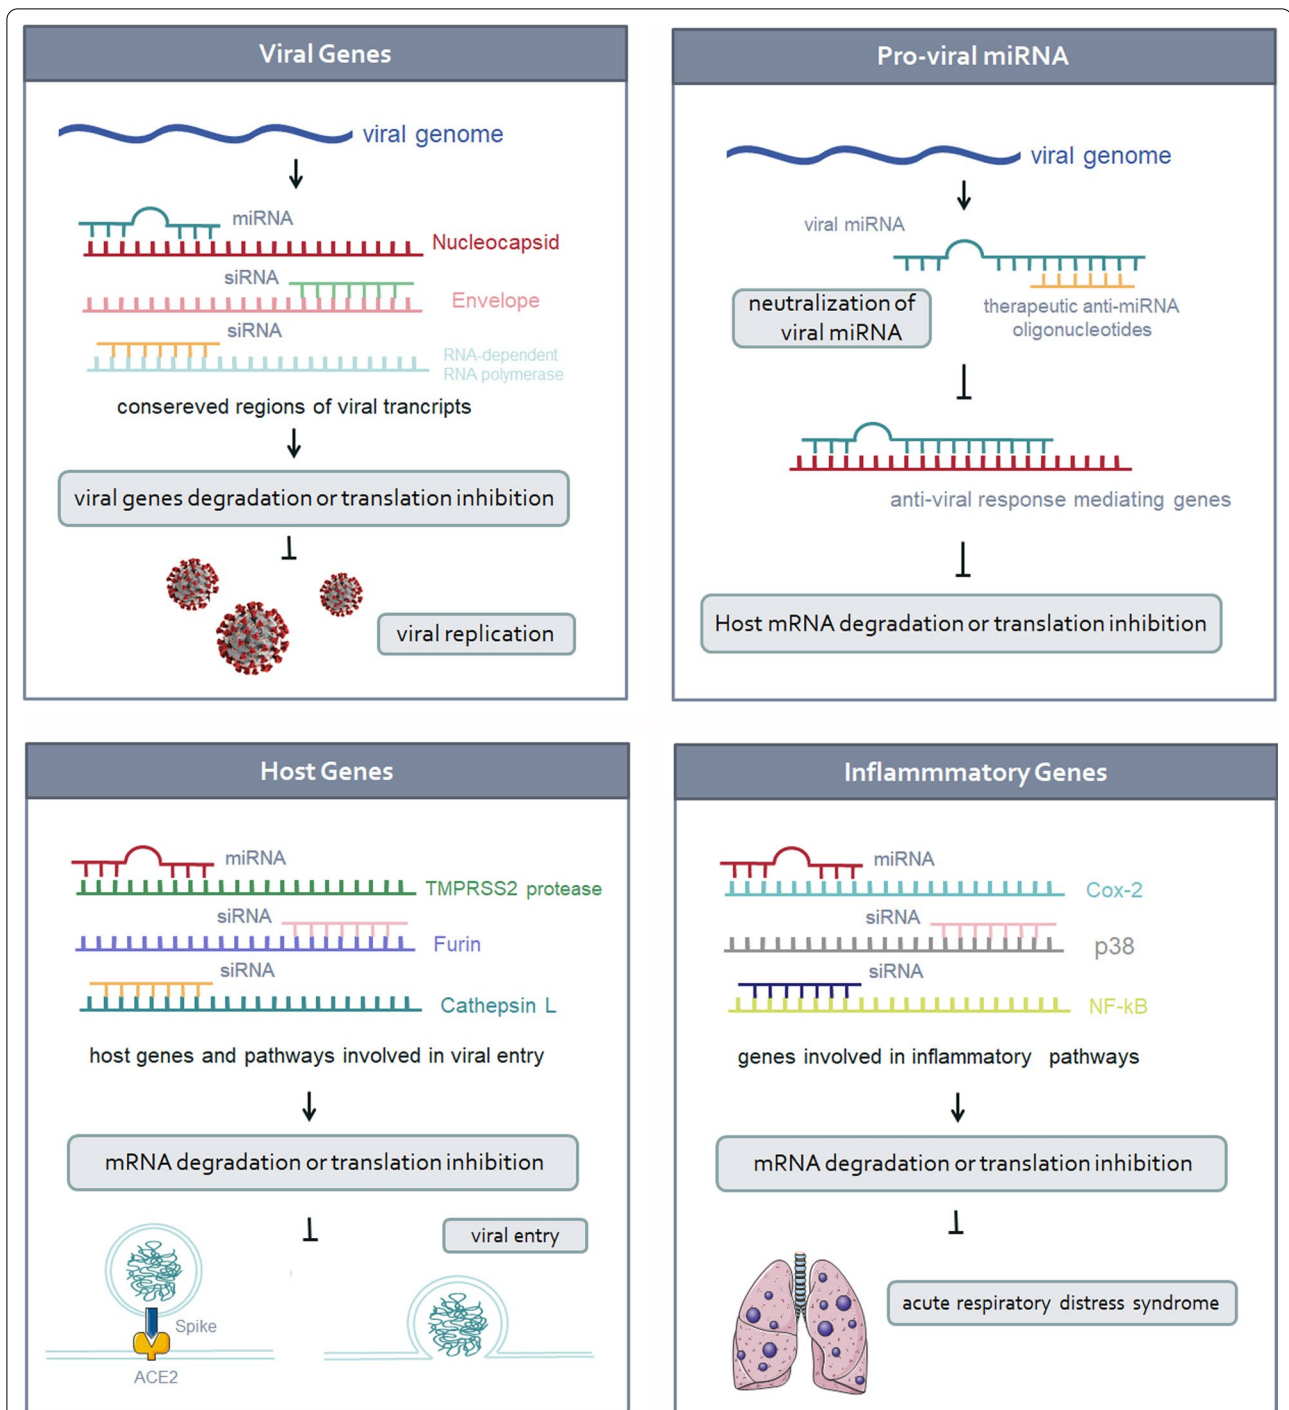 Viral Genes
viral genome
miRNA
Nucleocapsid
siRNA
Envelope
siRNA
RNA-dependent
RNA polymerase
consereved regions of viral trancripts
viral genes degradation or translation inhibition
viral replication
Pro-viral miRNA
viral genome
viral miRNA
neutralization of
viral miRNA
therapeutic anti-miRNA
oligonucleotides
anti-viral response mediating genes
Host mRNA degradation or translation inhibition
Host Genes
miRNA
TMPRSS2 protease
siRNA
Furin
siRNA
Cathepsin L
host genes and pathways involved in viral entry
mRNA degradation or translation inhibition
viral entry
Spike
ACE2
Inflammmatory Genes
miRNA
Cox-2
siRNA
p38
siRNA
NF-kB
genes involved in inflammatory pathways
mRNA degradation or translation inhibition
acute respiratory distress syndrome